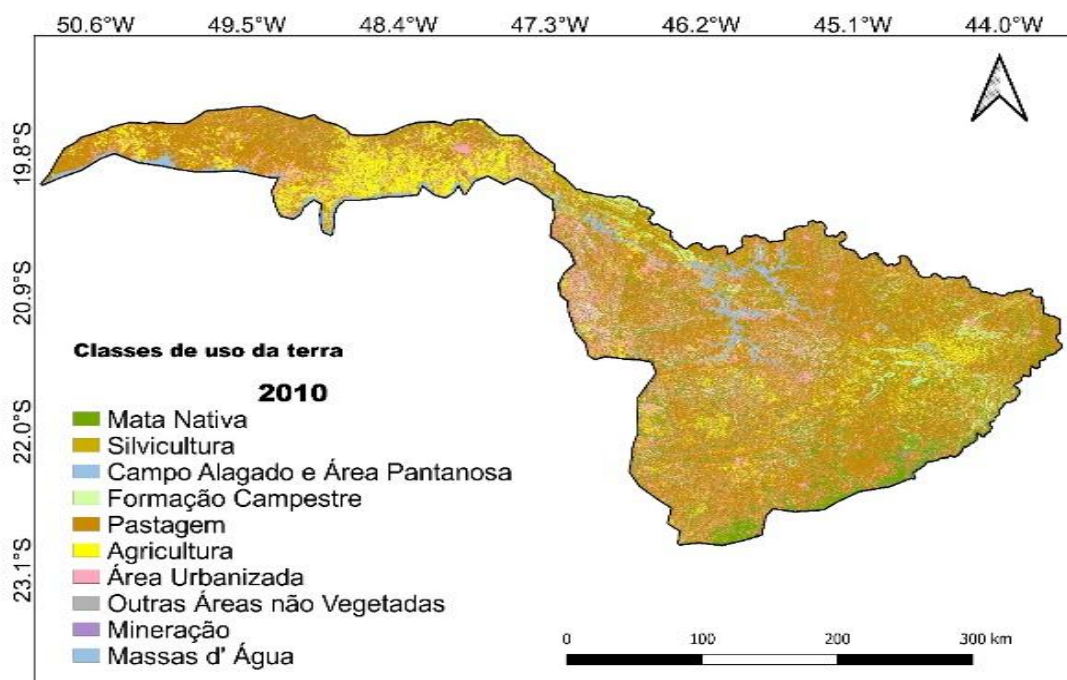 50.6°W 49.5°W 48.4°W 47.3°W 46.2°W 45.1°W 44.0°W
19.8°S
20.9°S
22.0°S
23.1°S
Classes de uso da terra
2010
Mata Nativa
Silvicultura
Campo Alagado e Área Pantanosa
Formação Campestre
Pastagem
Agricultura
Área Urbanizada
Outras Áreas não Vegetadas
Mineração
Massas d' Água
0 100 200 300 km